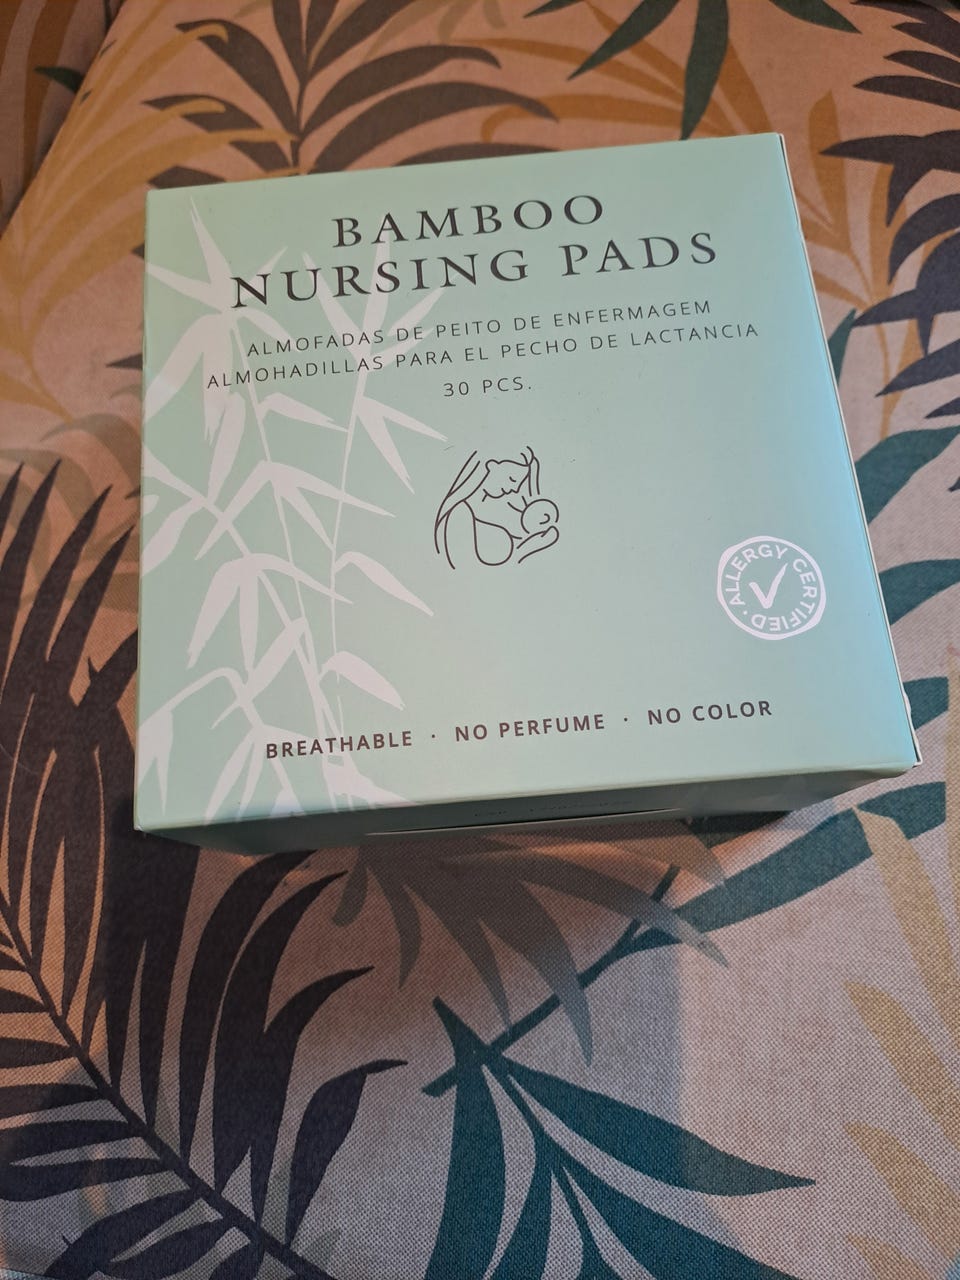 BAMBOO
NURSING PADS
ALMOFADAS DE PEITO DE ENFERMAGEM
ALMOHADILLAS PARA EL PECHO DE LACTANCIA
30 PCS.
ALLERGY CERTIFIED ·
BREATHABLE · NO PERFUME · NO COLOR